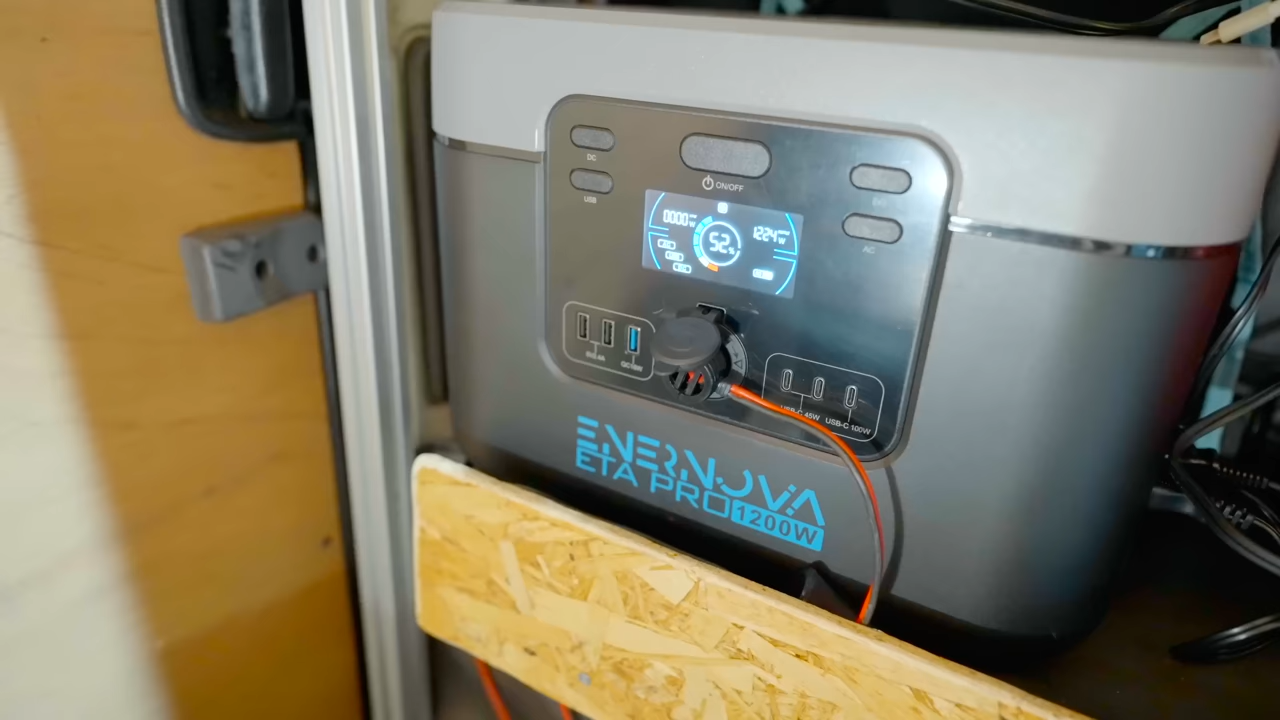 DC
USB
ON/OFF
AC
0000 W
1224 W
52 %
USB-C 45W
USB-C 100W
ENERNOVA
ETA PRO 1200W